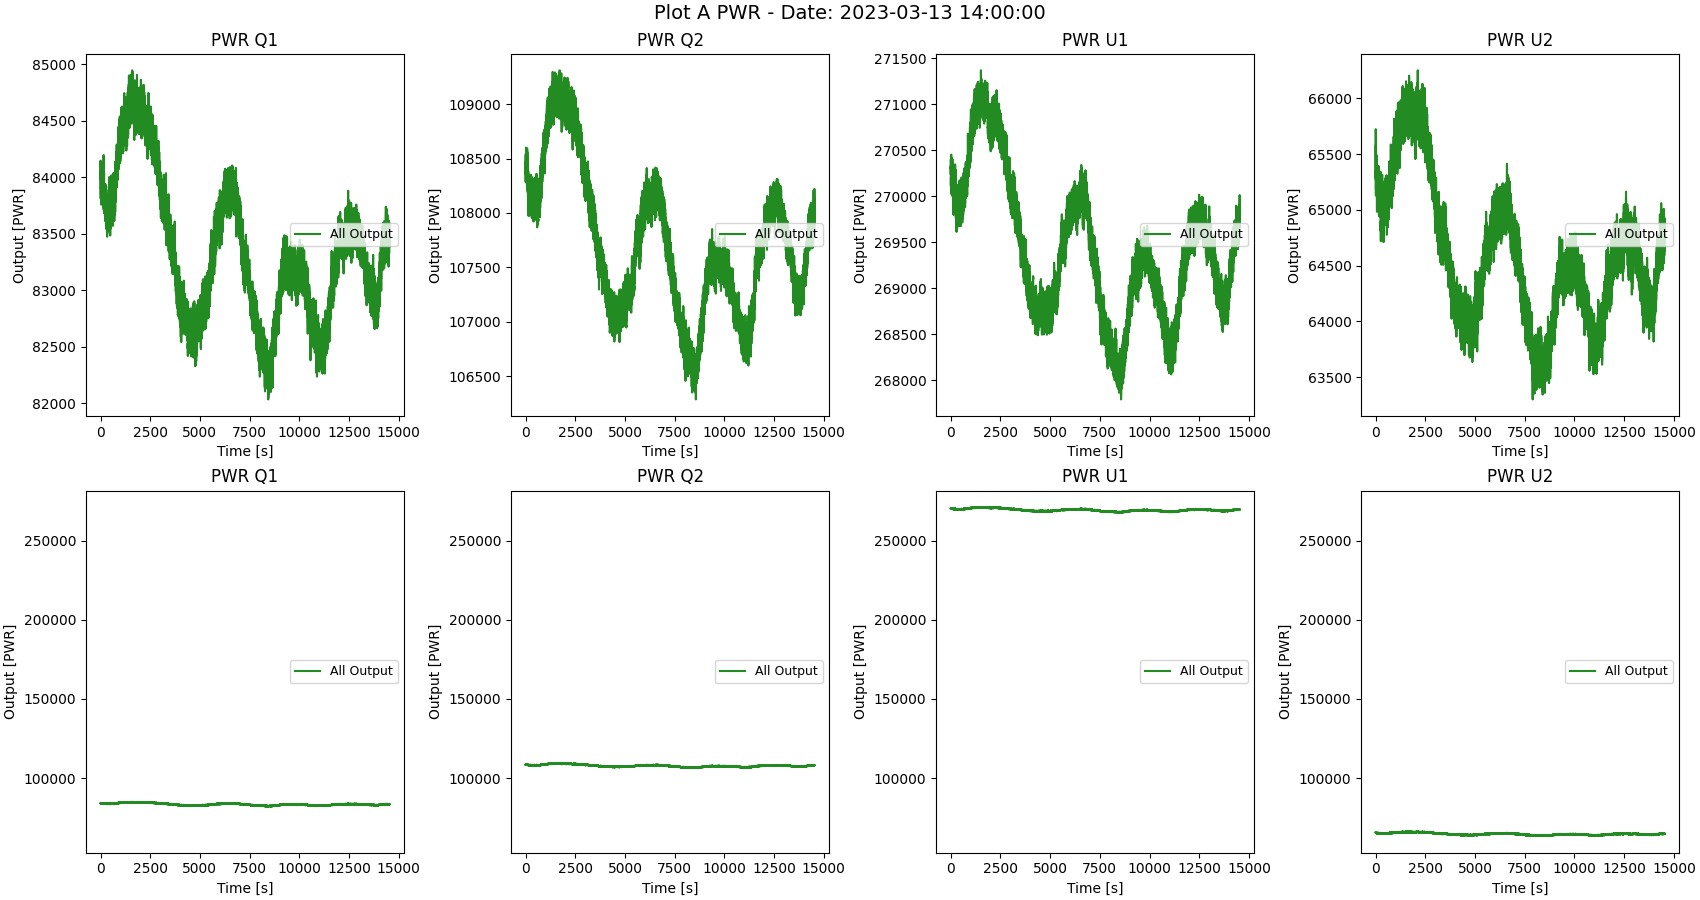 Plot A PWR - Date: 2023-03-13 14:00:00
PWR Q1
PWR Q2
PWR U1
PWR U2
85000
84500
84000
83500
83000
82500
82000
Output [PWR]
All Output
0 2500 5000 7500 10000 12500 15000
Time [s]
109000
108500
108000
107500
107000
106500
Output [PWR]
All Output
0 2500 5000 7500 10000 12500 15000
Time [s]
271500
271000
270500
270000
269500
269000
268500
268000
Output [PWR]
All Output
0 2500 5000 7500 10000 12500 15000
Time [s]
66000
65500
65000
64500
64000
63500
Output [PWR]
All Output
0 2500 5000 7500 10000 12500 15000
Time [s]
PWR Q1
PWR Q2
PWR U1
PWR U2
250000
200000
150000
100000
Output [PWR]
All Output
0 2500 5000 7500 10000 12500 15000
Time [s]
250000
200000
150000
100000
Output [PWR]
All Output
0 2500 5000 7500 10000 12500 15000
Time [s]
250000
200000
150000
100000
Output [PWR]
All Output
0 2500 5000 7500 10000 12500 15000
Time [s]
250000
200000
150000
100000
Output [PWR]
All Output
0 2500 5000 7500 10000 12500 15000
Time [s]